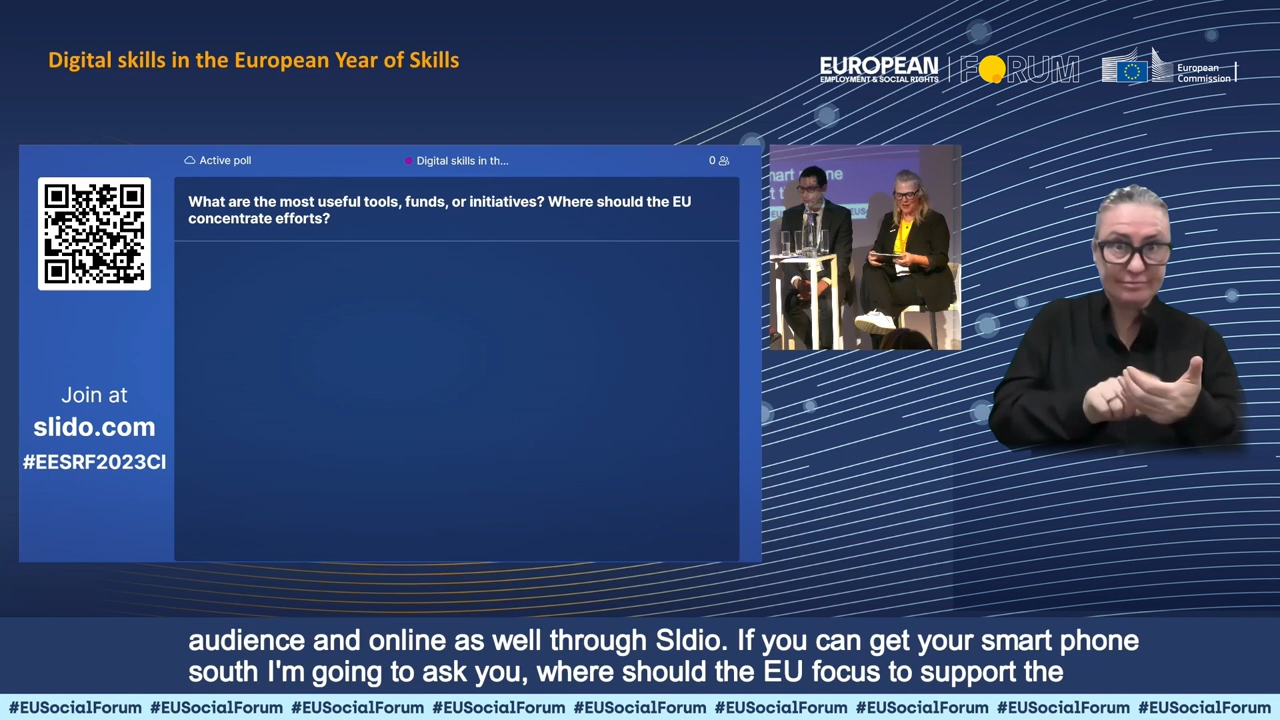 Digital skills in the European Year of Skills
EUROPEAN
EMPLOYMENT & SOCIAL RIGHTS
FORUM
European
Commission
Active poll
Digital skills in th...
0
What are the most useful tools, funds, or initiatives? Where should the EU
concentrate efforts?
Join at
slido.com
#EESRF2023CI
audience and online as well through Sldio. If you can get your smart phone
south I'm going to ask you, where should the EU focus to support the
#EUSocialForum #EUSocialForum #EUSocialForum #EUSocialForum #EUSocialForum #EUSocialForum #EUSocialForum #EUSocialForum #EUSocialForum